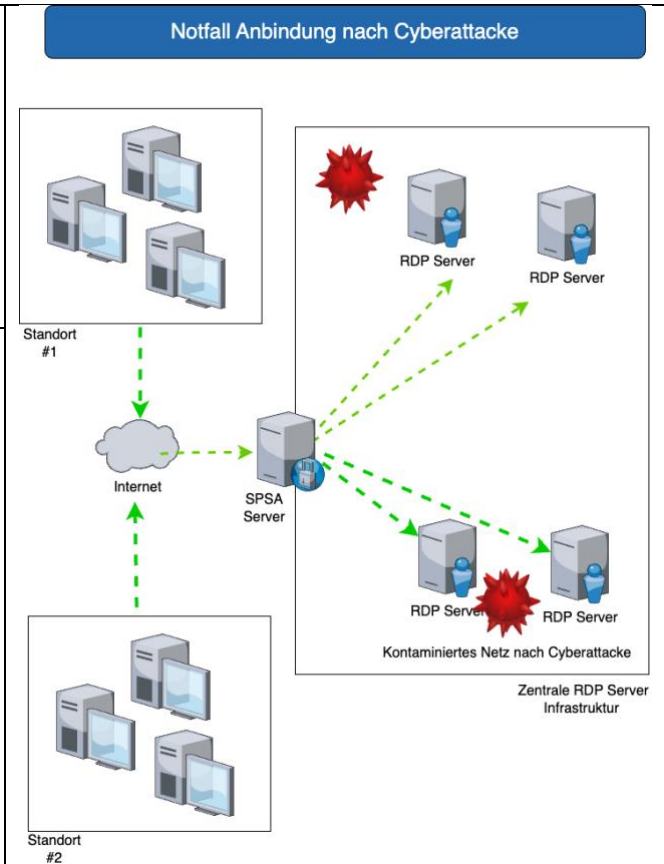 Notfall Anbindung nach Cyberattacke
RDP Server
RDP Server
Standort
#1
Internet
SPSA
Server
RDP Server
RDP Server
Kontaminiertes Netz nach Cyberattacke
Zentrale RDP Server
Infrastruktur
Standort
#2